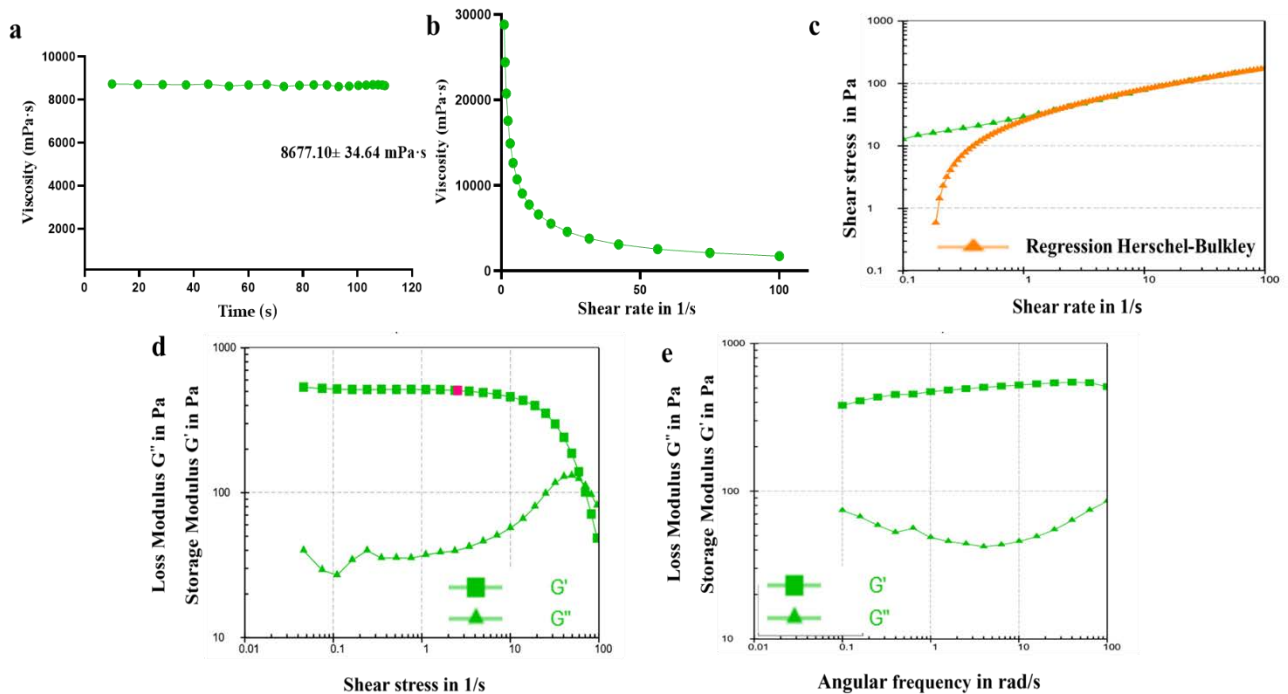 a
10000
8000
6000
4000
2000
Viscosity (mPa·s)
8677.10± 34.64 mPa·s
0
20
40
60
80
100
120
Time (s)
b
30000
20000
10000
0
Viscosity (mPa·s)
0
20
40
60
80
100
Shear rate in 1/s
c
1000
100
10
1
0.1
Shear stress in Pa
Regression Herschel-Bulkley
0.1
1
10
100
Shear rate in 1/s
d
1000
100
10
Loss Modulus G'' in Pa
Storage Modulus G' in Pa
G'
G''
0.01
0.1
1
10
100
Shear stress in 1/s
e
1000
100
10
Loss Modulus G'' in Pa
Storage Modulus G' in Pa
G'
G''
0.01
0.1
1
10
100
Angular frequency in rad/s